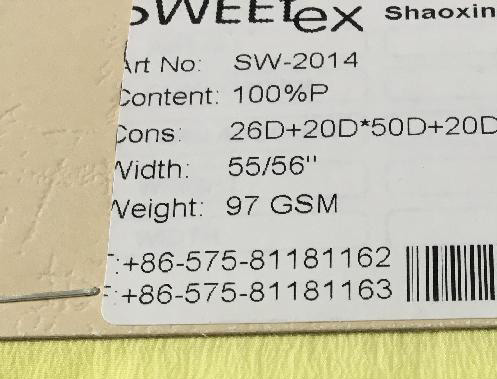 SWEETex Shaoxin
Art No: SW-2014
Content: 100%P
Cons: 26D+20D*50D+20D
Width: 55/56"
Weight: 97 GSM
T:+86-575-81181162
F:+86-575-81181163